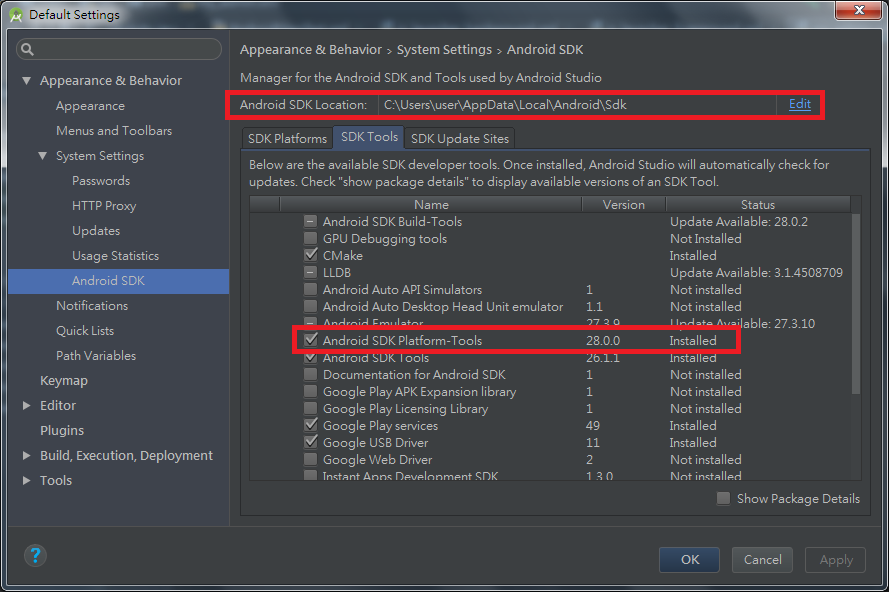 Default Settings
Appearance & Behavior
Appearance
Menus and Toolbars
System Settings
Passwords
HTTP Proxy
Updates
Usage Statistics
Android SDK
Notifications
Quick Lists
Path Variables
Keymap
Editor
Plugins
Build, Execution, Deployment
Tools
Appearance & Behavior › System Settings › Android SDK
Manager for the Android SDK and Tools used by Android Studio
Android SDK Location: C:\Users\user\AppData\Local\Android\Sdk Edit
SDK Platforms SDK Tools SDK Update Sites
Below are the available SDK developer tools. Once installed, Android Studio will automatically check for
updates. Check "show package details" to display available versions of an SDK Tool.
Name Version Status
Android SDK Build-Tools Update Available: 28.0.2
GPU Debugging tools Not Installed
CMake Installed
LLDB Update Available: 3.1.4508709
Android Auto API Simulators 1 Not installed
Android Auto Desktop Head Unit emulator 1.1 Not installed
Android Emulator 27.3.9 Update Available: 27.3.10
Android SDK Platform-Tools 28.0.0 Installed
Android SDK Tools 26.1.1 Installed
Documentation for Android SDK 1 Not installed
Google Play APK Expansion library 1 Not installed
Google Play Licensing Library 1 Not installed
Google Play services 49 Installed
Google USB Driver 11 Installed
Google Web Driver 2 Not installed
Instant Apps Development SDK 1.3.0 Not installed
Show Package Details
? OK Cancel Apply